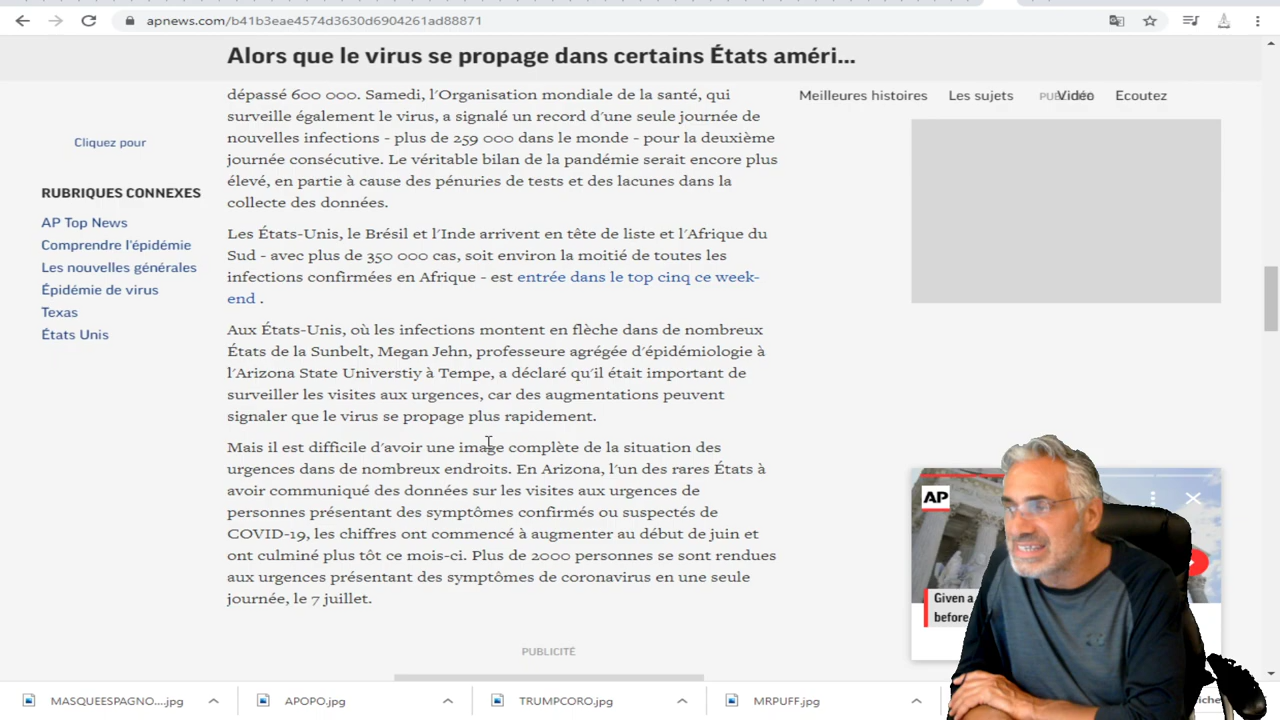 apnews.com/b41b3eae4574d3630d6904261ad88871
Alors que le virus se propage dans certains États améri...
Meilleures histoires Les sujets Vidéo Ecoutez
Cliquez pour
RUBRIQUES CONNEXES
AP Top News
Comprendre l'épidémie
Les nouvelles générales
Épidémie de virus
Texas
États Unis
dépassé 600 000. Samedi, l'Organisation mondiale de la santé, qui
surveille également le virus, a signalé un record d'une seule journée de
nouvelles infections - plus de 259 000 dans le monde - pour la deuxième
journée consécutive. Le véritable bilan de la pandémie serait encore plus
élevé, en partie à cause des pénuries de tests et des lacunes dans la
collecte des données.
Les États-Unis, le Brésil et l'Inde arrivent en tête de liste et l'Afrique du
Sud - avec plus de 350 000 cas, soit environ la moitié de toutes les
infections confirmées en Afrique - est entrée dans le top cinq ce week-
end .
Aux États-Unis, où les infections montent en flèche dans de nombreux
États de la Sunbelt, Megan Jehn, professeure agrégée d'épidémiologie à
l'Arizona State Universtiy à Tempe, a déclaré qu'il était important de
surveiller les visites aux urgences, car des augmentations peuvent
signaler que le virus se propage plus rapidement.
Mais il est difficile d'avoir une image complète de la situation des
urgences dans de nombreux endroits. En Arizona, l'un des rares États à
avoir communiqué des données sur les visites aux urgences de
personnes présentant des symptômes confirmés ou suspectés de
COVID-19, les chiffres ont commencé à augmenter au début de juin et
ont culminé plus tôt ce mois-ci. Plus de 2000 personnes se sont rendues
aux urgences présentant des symptômes de coronavirus en une seule
journée, le 7 juillet.
PUBLICITÉ
AP
Given a
before
MASQUEESPAGNO....jpg
APOPO.jpg
TRUMPCORO.jpg
MRPUFF.jpg